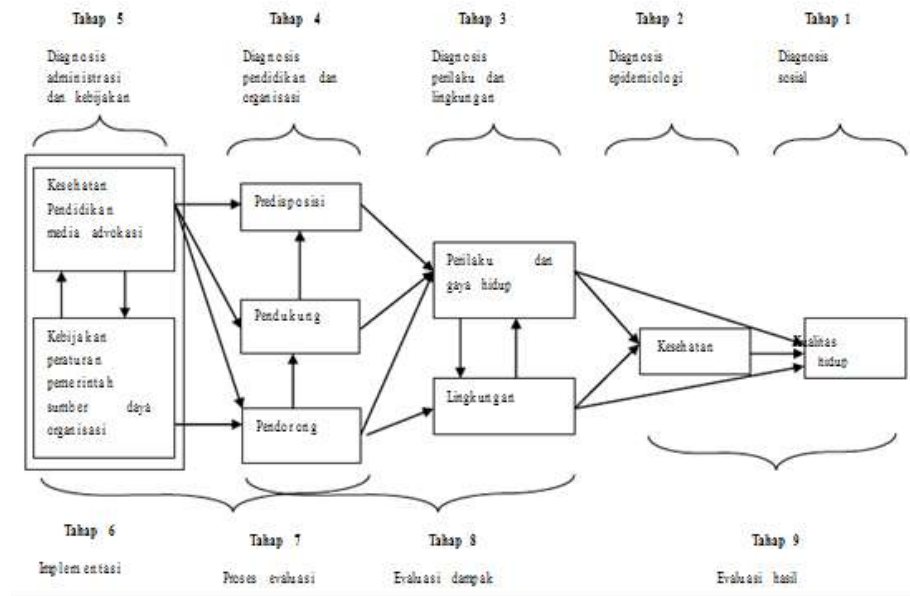 Tahap 5
Tahap 4
Tahap 3
Tahap 2
Tahap 1
Diagnosis
administrasi
dan kebijakan
Diagnosis
pendidikan dan
organisasi
Diagnosis
perilaku dan
lingkungan
Diagnosis
epidemiologi
Diagnosis
sosial
Kesehatan
Pendidikan
media advokasi
Kebijakan
peraturan
pemerintah
sumber daya
organisasi
Predisposisi
Pendukung
Pendorong
Perilaku dan
gaya hidup
Lingkungan
Kesehatan
Kualitas
hidup
Tahap 6
Implementasi
Tahap 7
Proses evaluasi
Tahap 8
Evaluasi dampak
Tahap 9
Evaluasi hasil